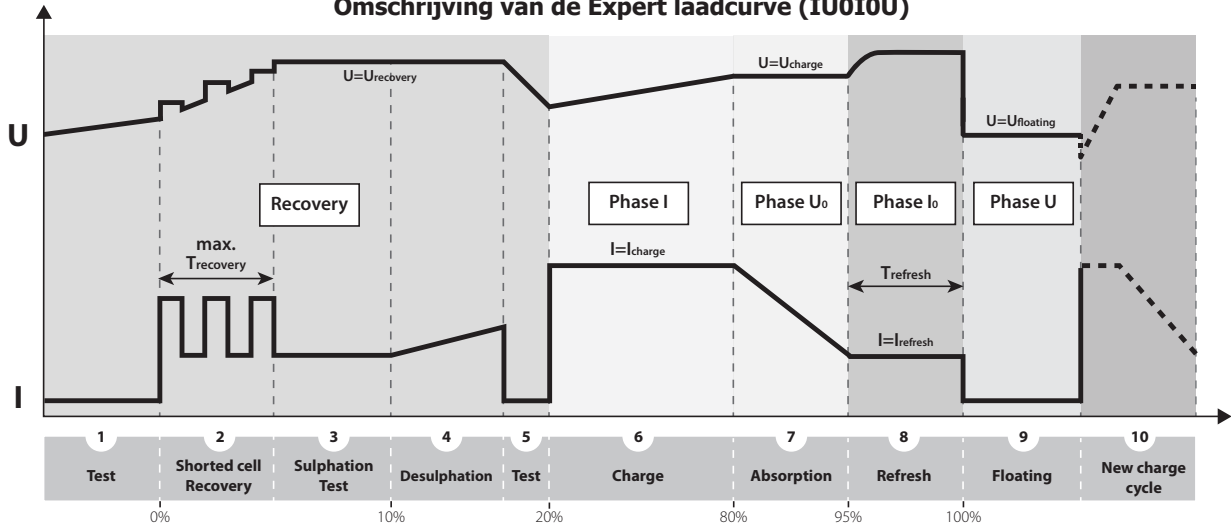 Omschrijving van de Expert laadcurve (IU0I0U)
U
U=Urecovery
U=Ucharge
U=Ufloating
Recovery
Phase I
Phase U0
Phase I0
Phase U
max.
Trecovery
I=Icharge
Trefresh
I=Irefresh
I
1 2 3 4 5 6 7 8 9 10
Test
Shorted cell
Recovery
Sulphation
Test
Desulphation
Test
Charge
Absorption
Refresh
Floating
New charge
cycle
0% 10% 20% 80% 95% 100%